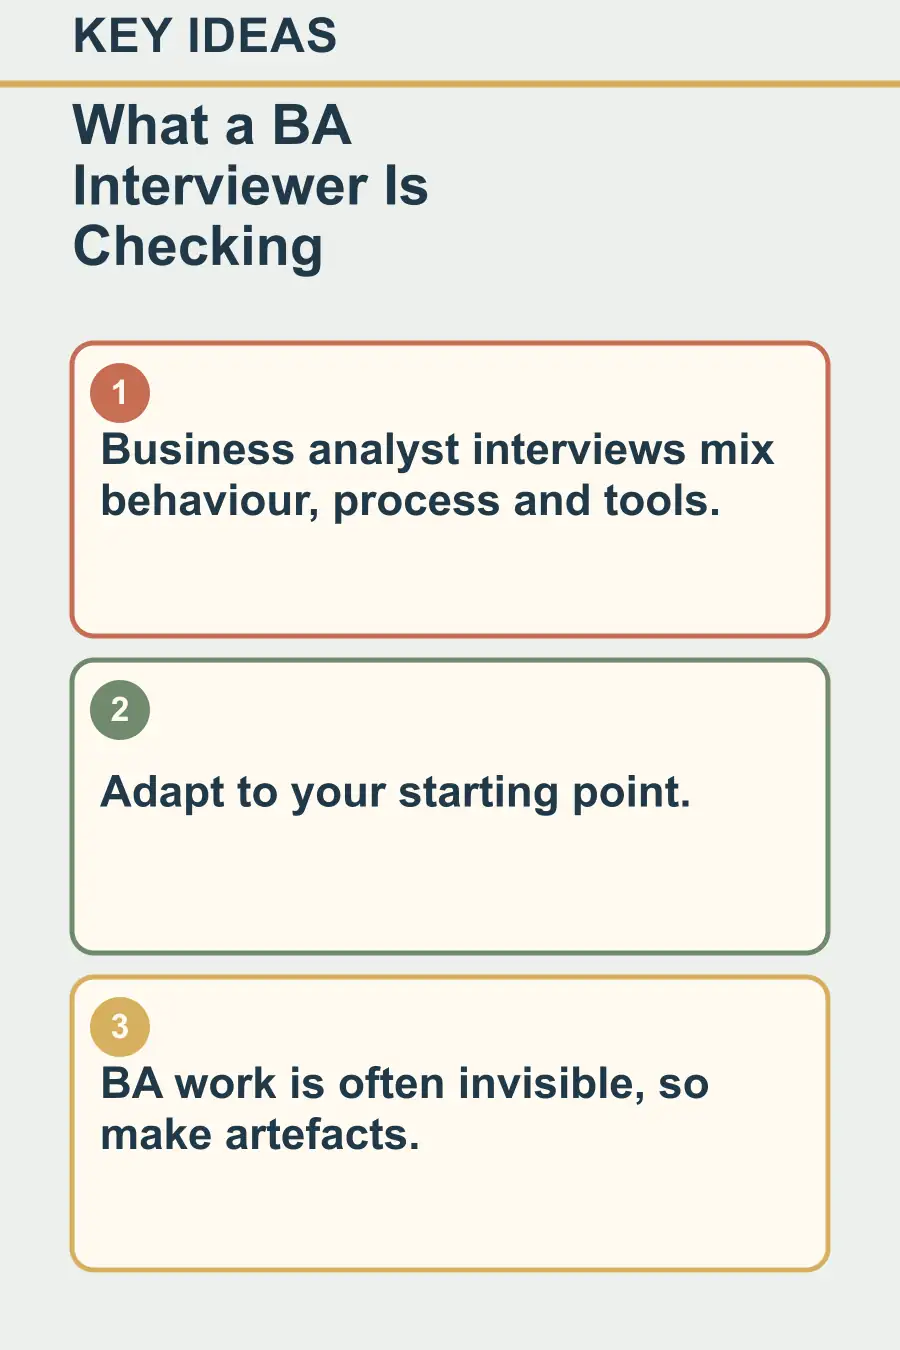 KEY IDEAS
What a BA
Interviewer Is
Checking
1
Business analyst interviews mix
behaviour, process and tools.
2
Adapt to your starting point.
3
BA work is often invisible, so
make artefacts.